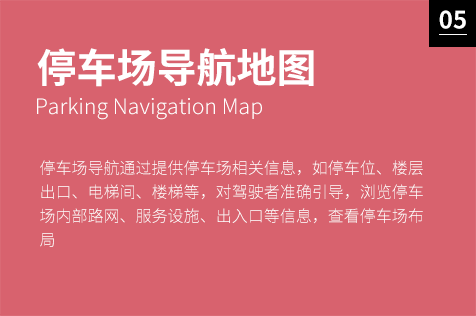 05
停车场导航地图
Parking Navigation Map
停车场导航通过提供停车场相关信息，如停车位、楼层
出口、电梯间、楼梯等，对驾驶者准确引导，浏览停车
场内部路网、服务设施、出入口等信息，查看停车场布
局